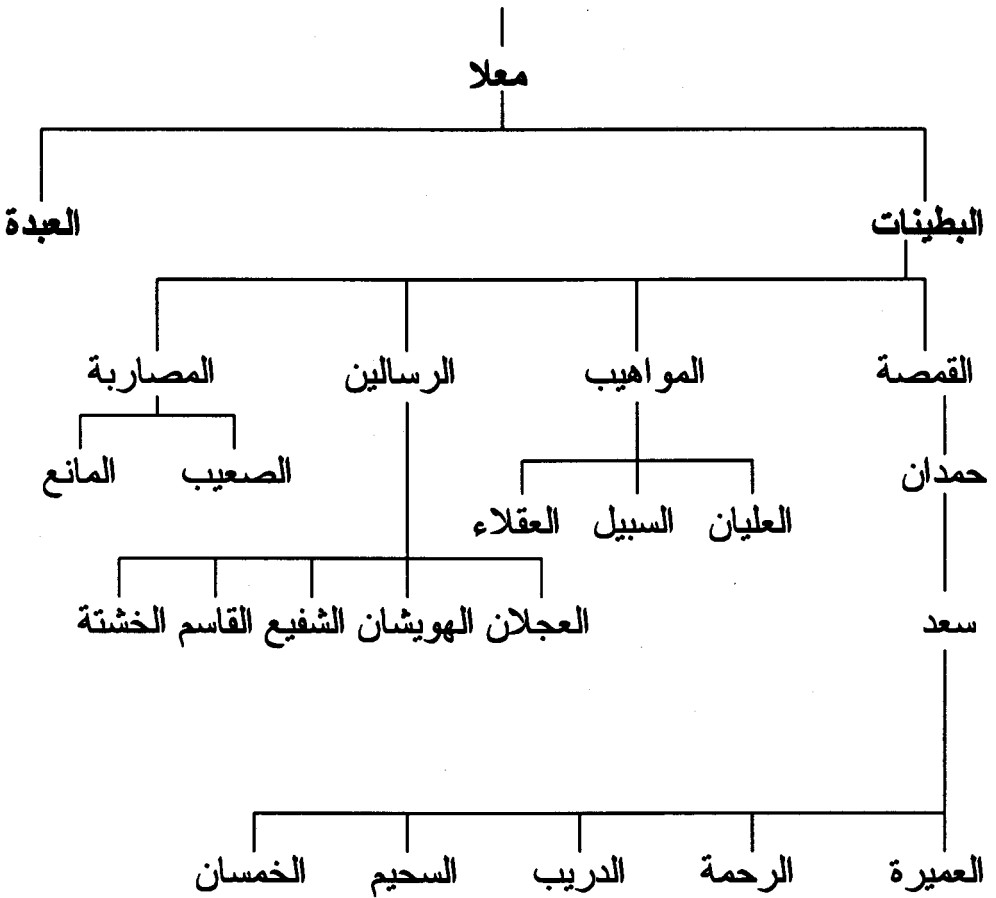 معلا
البطينات العبدة
القمصة المواهيب الرسالين المصاربة
حمدان الصعيب المانع
العليان السبيل العقلاء
سعد العجلان الهويشان الشفيع القاسم الخشتة
العميرة الرحمة الدريب السحيم الخمسان